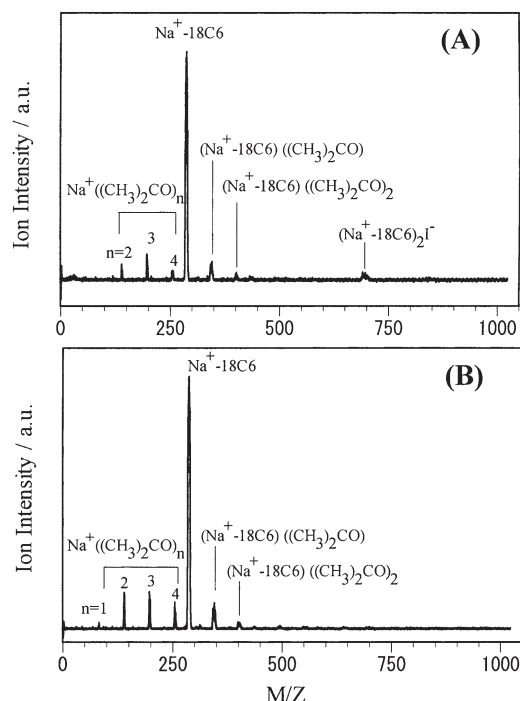 (A)
Na⁺-18C6
(Na⁺-18C6) ((CH₃)₂CO)
Na⁺((CH₃)₂CO)ₙ
(Na⁺-18C6) ((CH₃)₂CO)₂
(Na⁺-18C6)₂I⁻
n=2 3 4
Ion Intensity / a.u.
0 250 500 750 1000
(B)
Na⁺-18C6
(Na⁺-18C6) ((CH₃)₂CO)
Na⁺((CH₃)₂CO)ₙ
(Na⁺-18C6) ((CH₃)₂CO)₂
n=1 2 3 4
Ion Intensity / a.u.
0 250 500 750 1000
M/Z